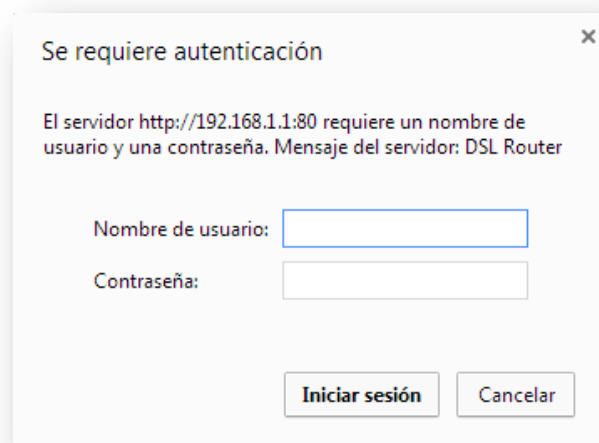 Se requiere autenticación
El servidor http://192.168.1.1:80 requiere un nombre de
usuario y una contraseña. Mensaje del servidor: DSL Router
Nombre de usuario:
Contraseña:
Iniciar sesión Cancelar